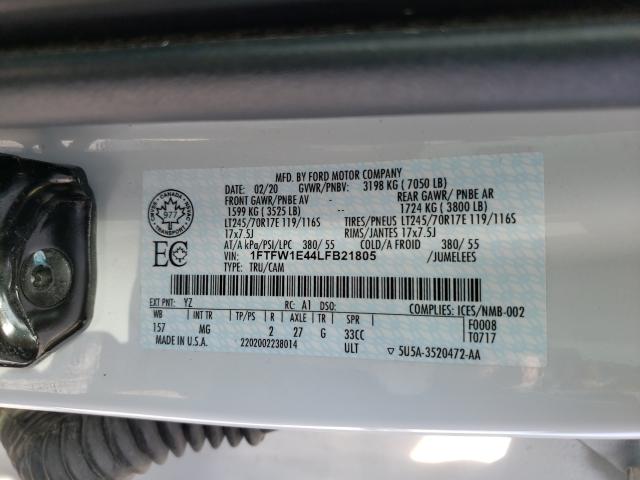 MFD. BY FORD MOTOR COMPANY
DATE: 02/20 GVWR/PNBV: 3198 KG ( 7050 LB)
FRONT GAWR/PNBE AV REAR GAWR/ PNBE AR
1599 KG ( 3525 LB) 1724 KG ( 3800 LB)
LT245/70R17E 119/116S TIRES/PNEUS LT245/70R17E 119/116S
17x7.5J RIMS/JANTES 17x7.5J
AT/A kPa/PSI/LPC 380/ 55 COLD/A FROID 380/ 55
VIN: 1FTFW1E44LFB21805 /JUMELEES
TYPE: TRU/CAM
CANADA
TRANSPORT
977
EC
EXT PNT: YZ RC: A1 DSO: COMPLIES: ICES/NMB-002
WB INT TR TP/PS R AXLE TR SPR F0008
157 MG 2 27 G 33CC T0717
MADE IN U.S.A. 2202002238014 ULT ▽ 5U5A-3520472-AA